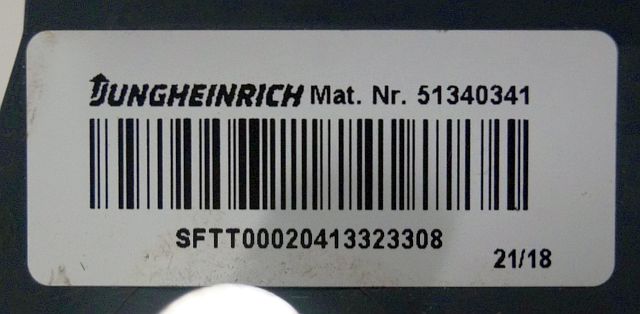 JUNGHEINRICH Mat. Nr. 51340341
SFTT00020413323308
21/18